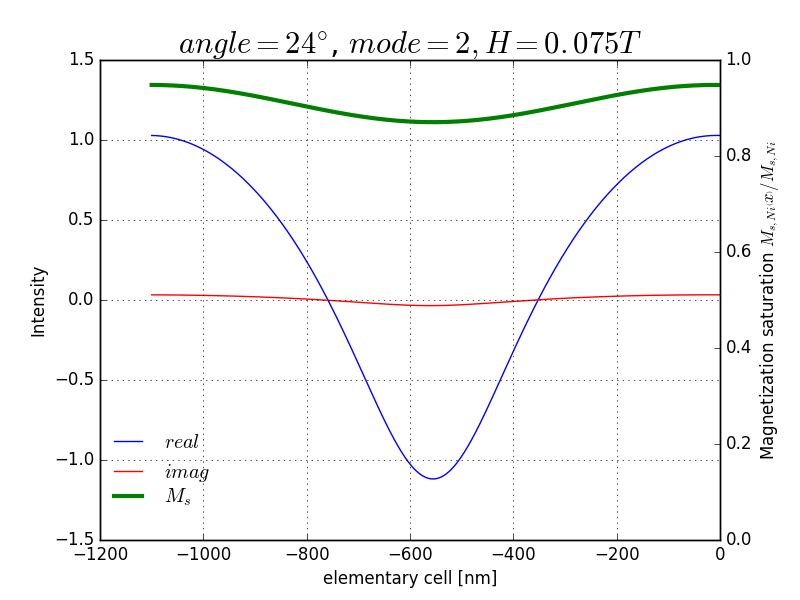 angle = 24°, mode = 2, H = 0.075T
1.5
1.0
0.5
0.0
−0.5
−1.0
−1.5
Intensity
real
imag
M_s
−1200
−1000
−800
−600
−400
−200
0
elementary cell [nm]
1.0
0.8
0.6
0.4
0.2
0.0
Magnetization saturation M_{s,Ni(x)}/M_{s,Ni}